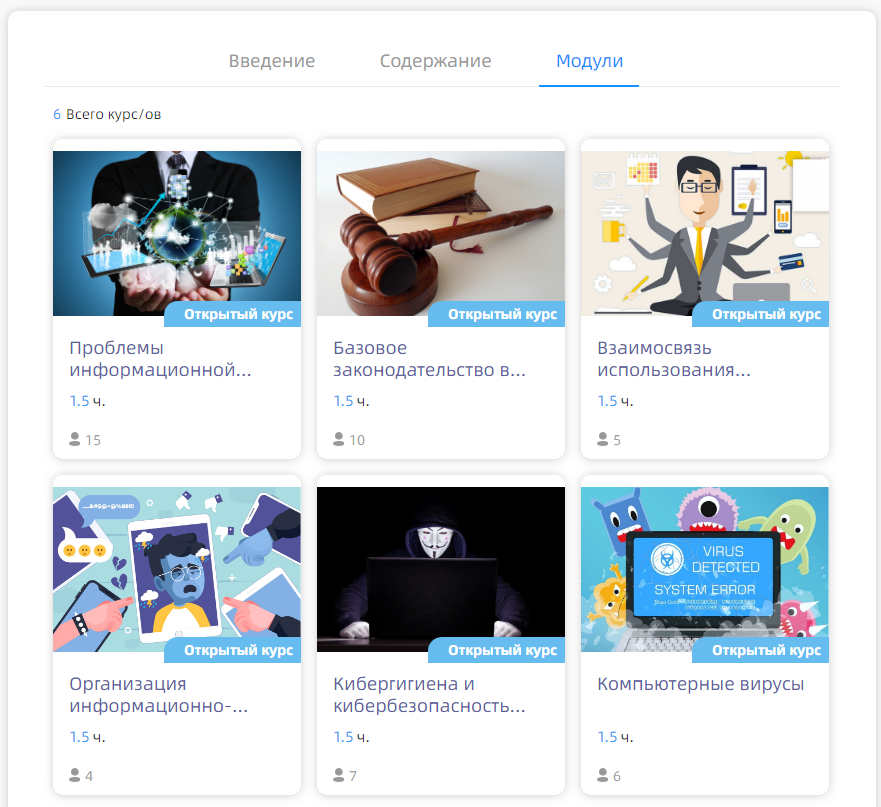 Введение
Содержание
Модули
6 Всего курс/ов
Открытый курс
Открытый курс
Открытый курс
Проблемы
информационной...
Базовое
законодательство в...
Взаимосвязь
использования...
1.5 ч.
1.5 ч.
1.5 ч.
15
10
5
....&#$@*@%##!!!
VIRUS
DETECTED
SYSTEM ERROR
Открытый курс
Открытый курс
Открытый курс
Организация
информационно-...
Кибергигиена и
кибербезопасность...
Компьютерные вирусы
1.5 ч.
1.5 ч.
1.5 ч.
4
7
6